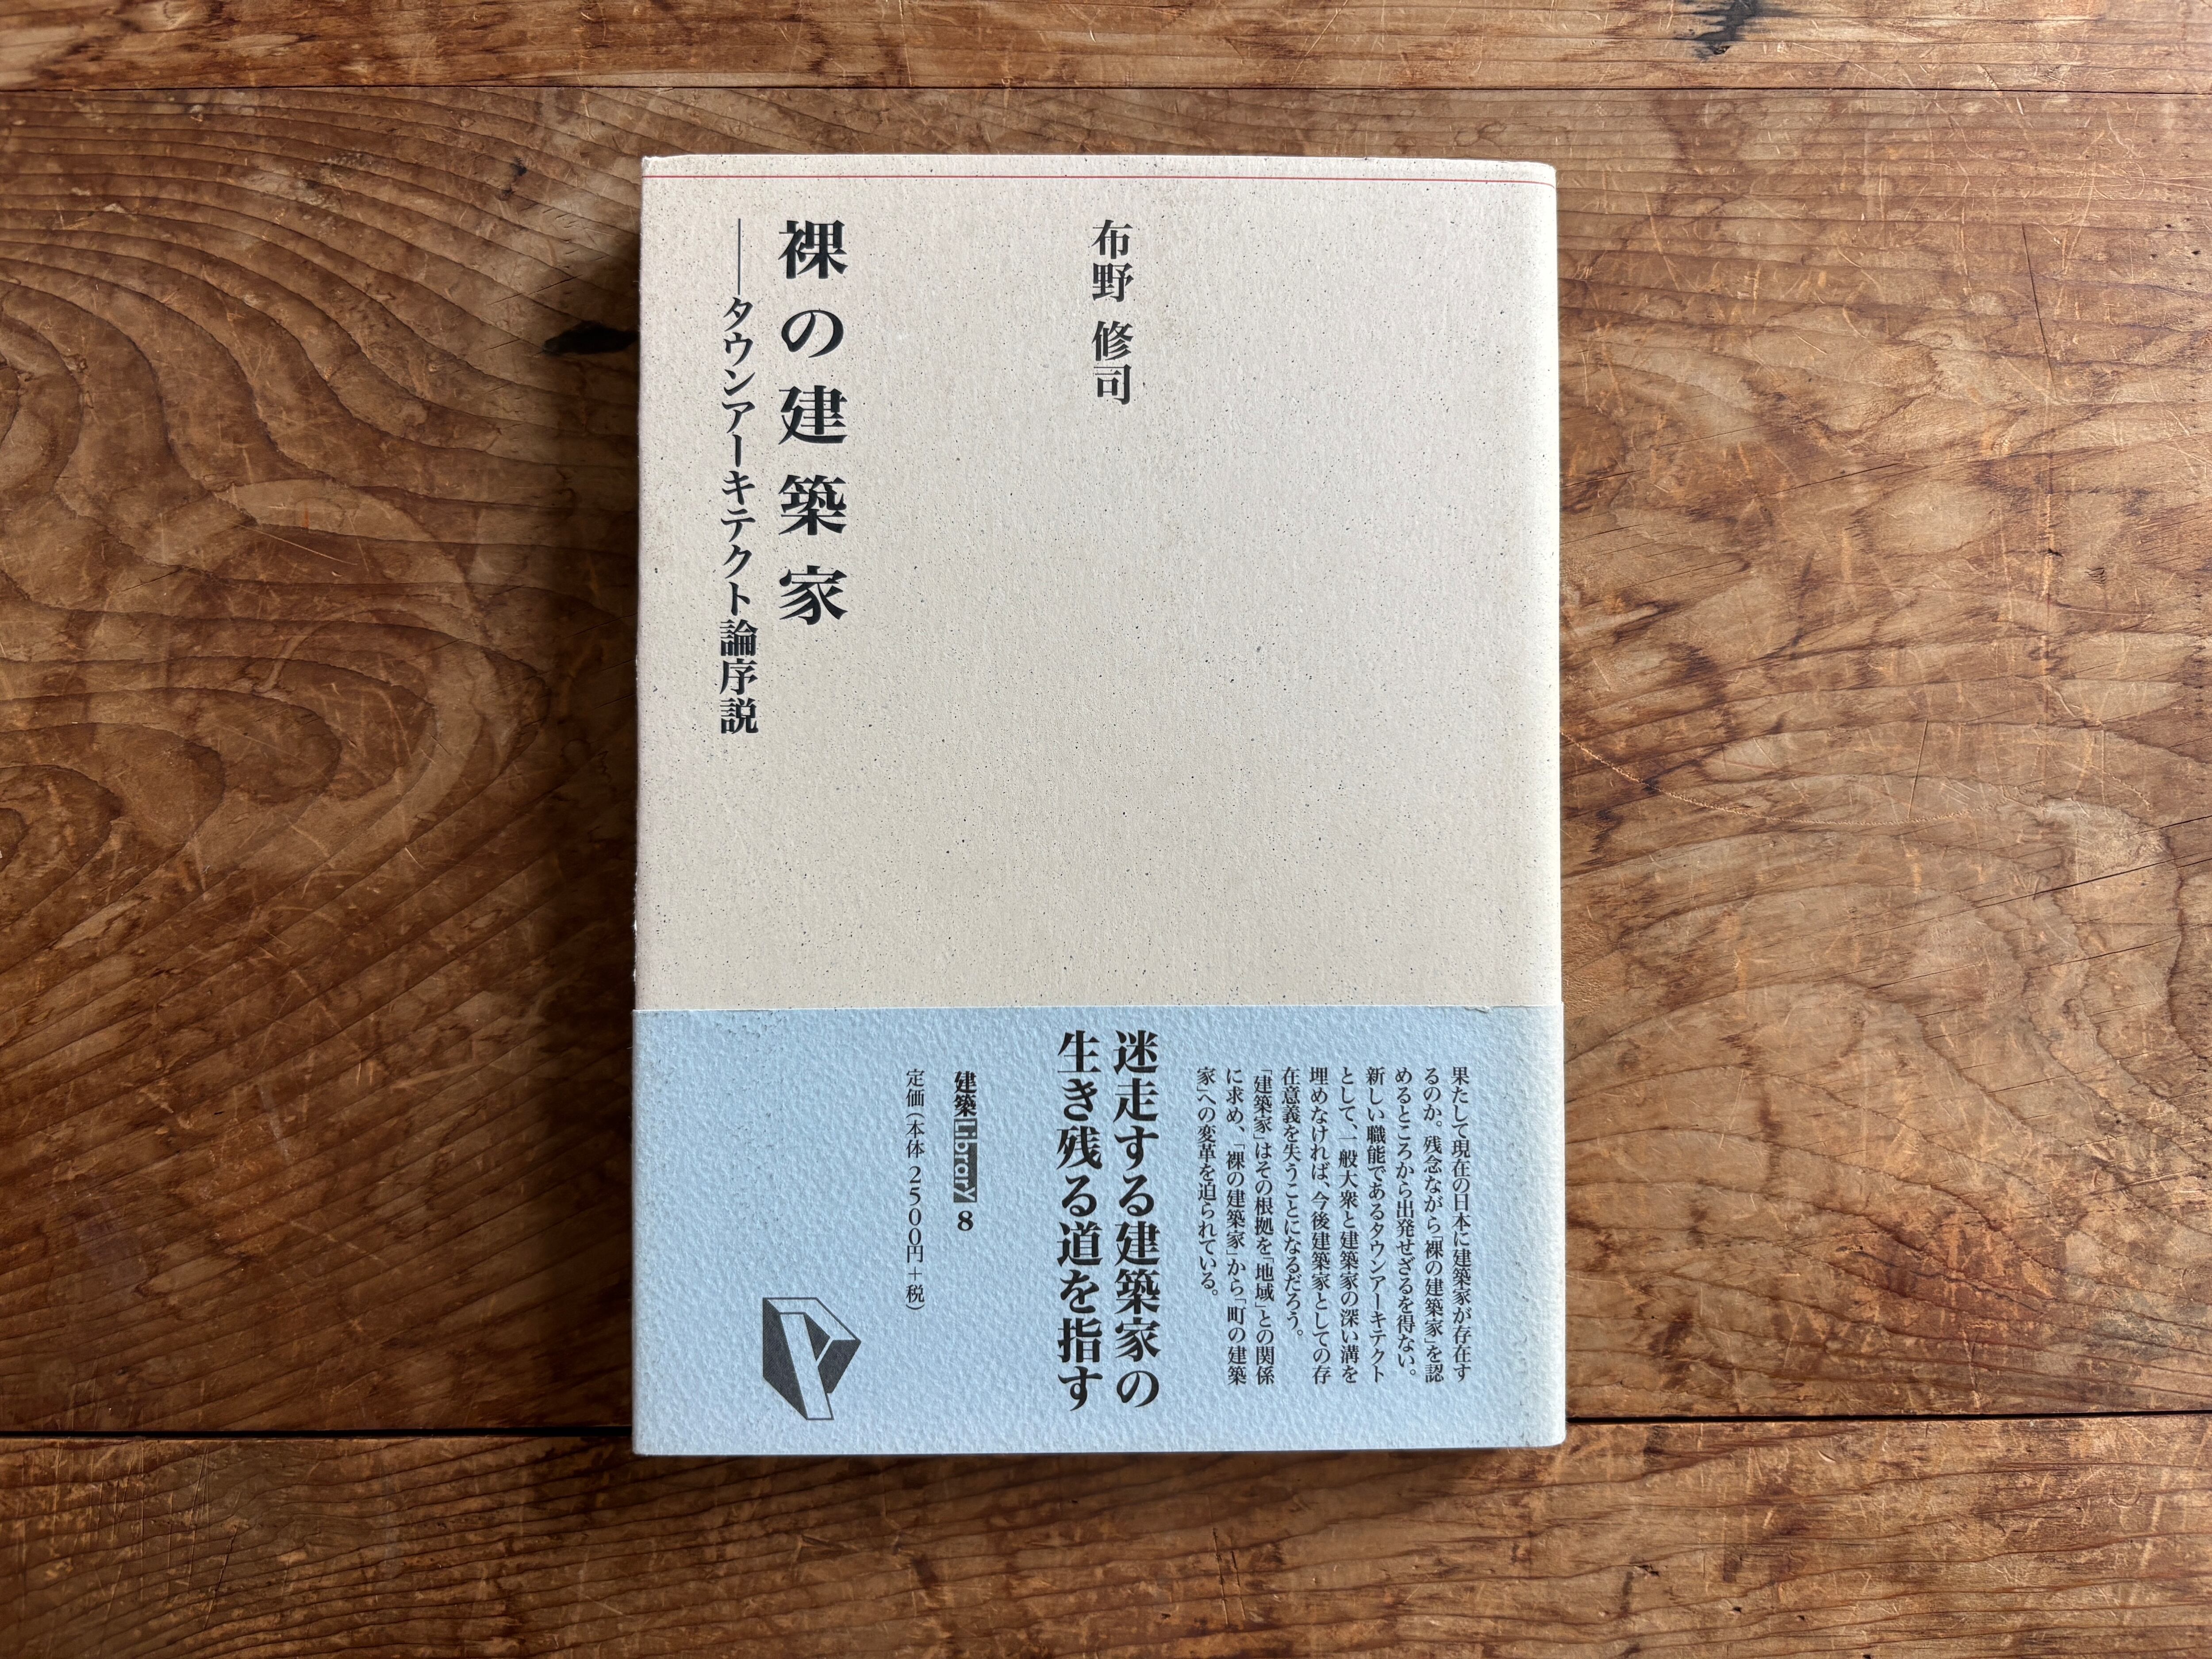 布野 修司
裸の建築家
――タウンアーキテクト論序説
果たして現在の日本に建築家が存在す
るのか。残念ながら「裸の建築家」を認
めるところから出発せざるを得ない。
新しい職能であるタウンアーキテクト
として、一般大衆と建築家の深い溝を
埋めなければ、今後建築家としての存
在意義を失うことになるだろう。
「建築家」はその根拠を「地域」との関係
に求め、「裸の建築家」から「町の建築
家」への変革を迫られている。
迷走する建築家の
生き残る道を指す
建築Library 8
定価(本体 2500円+税)